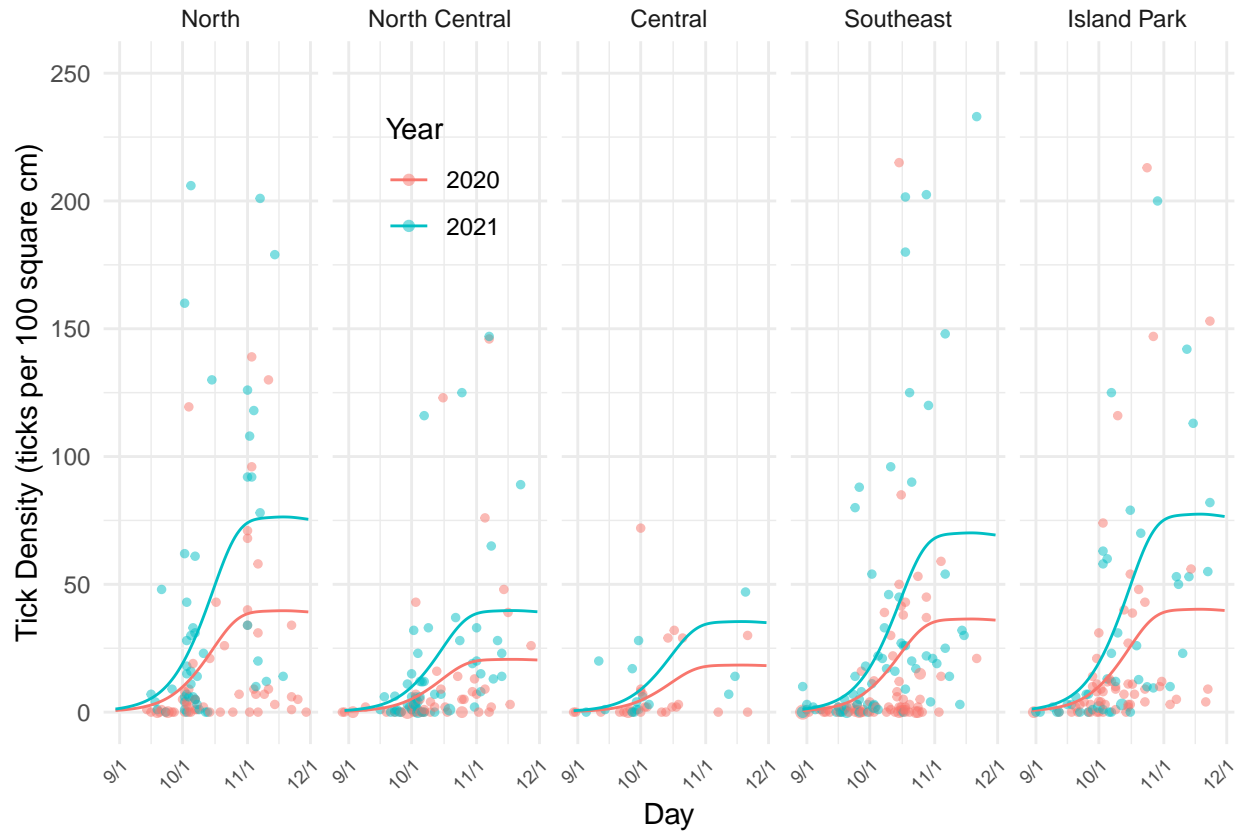 North North Central Central Southeast Island Park
250
200
150
100
50
0
Year
2020
2021
Tick Density (ticks per 100 square cm)
9/1 10/1 11/1 12/1 9/1 10/1 11/1 12/1 9/1 10/1 11/1 12/1 9/1 10/1 11/1 12/1 9/1 10/1 11/1 12/1
Day